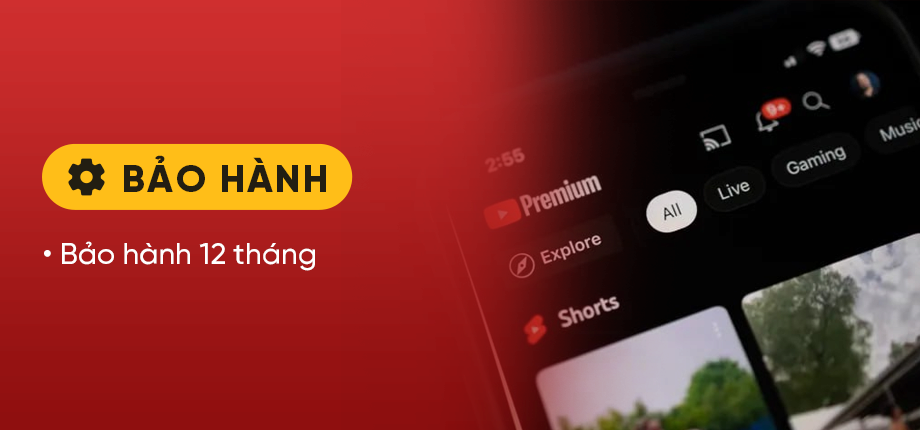 BẢO HÀNH
• Bảo hành 12 tháng
2:55
9+
Premium
All
Live
Gaming
Music
Explore
Shorts